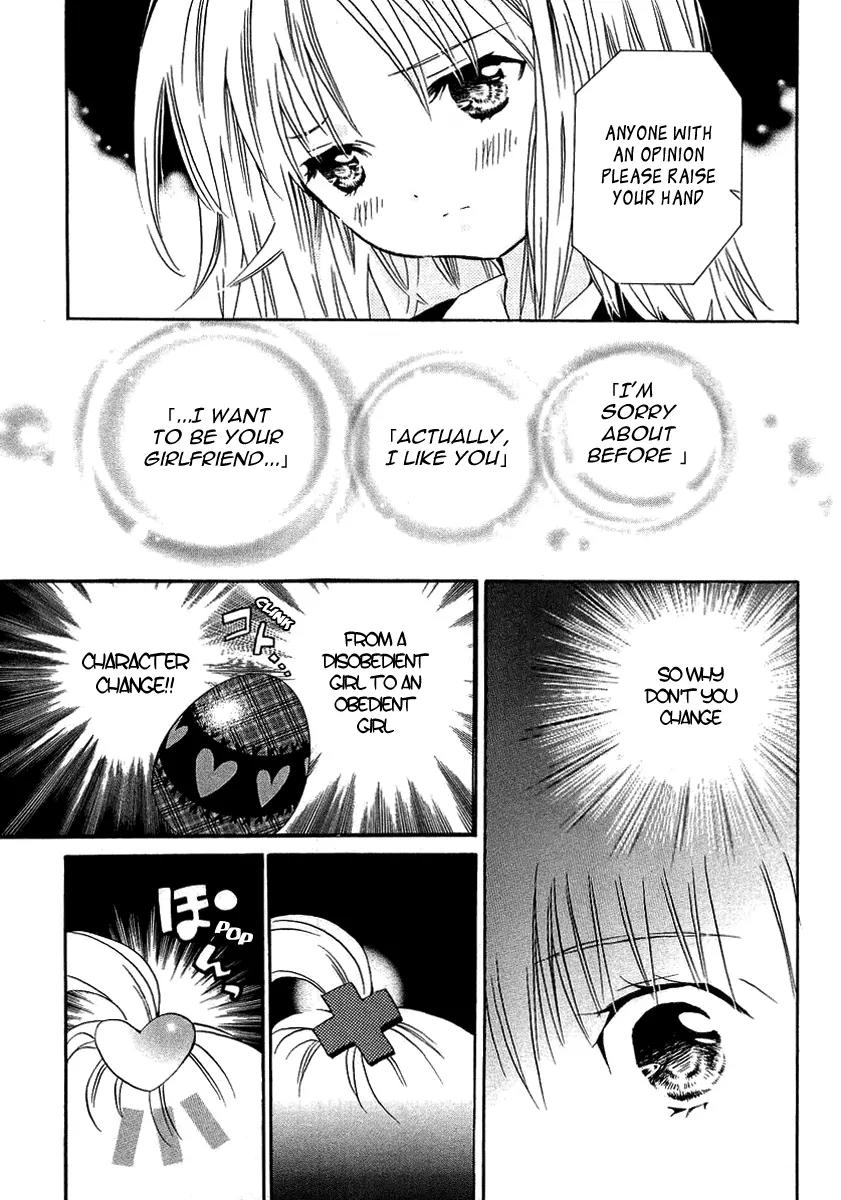 ANYONE WITH
AN OPINION
PLEASE RAISE
YOUR HAND
「I'M
SORRY
ABOUT
BEFORE 」
「ACTUALLY,
I LIKE YOU」
「...I WANT
TO BE YOUR
GIRLFRIEND...」
SO WHY
DON'T YOU
CHANGE
FROM A
DISOBEDIENT
GIRL TO AN
OBEDIENT
GIRL
CLINK
コト...
CHARACTER
CHANGE!!
POP
ぽんっ